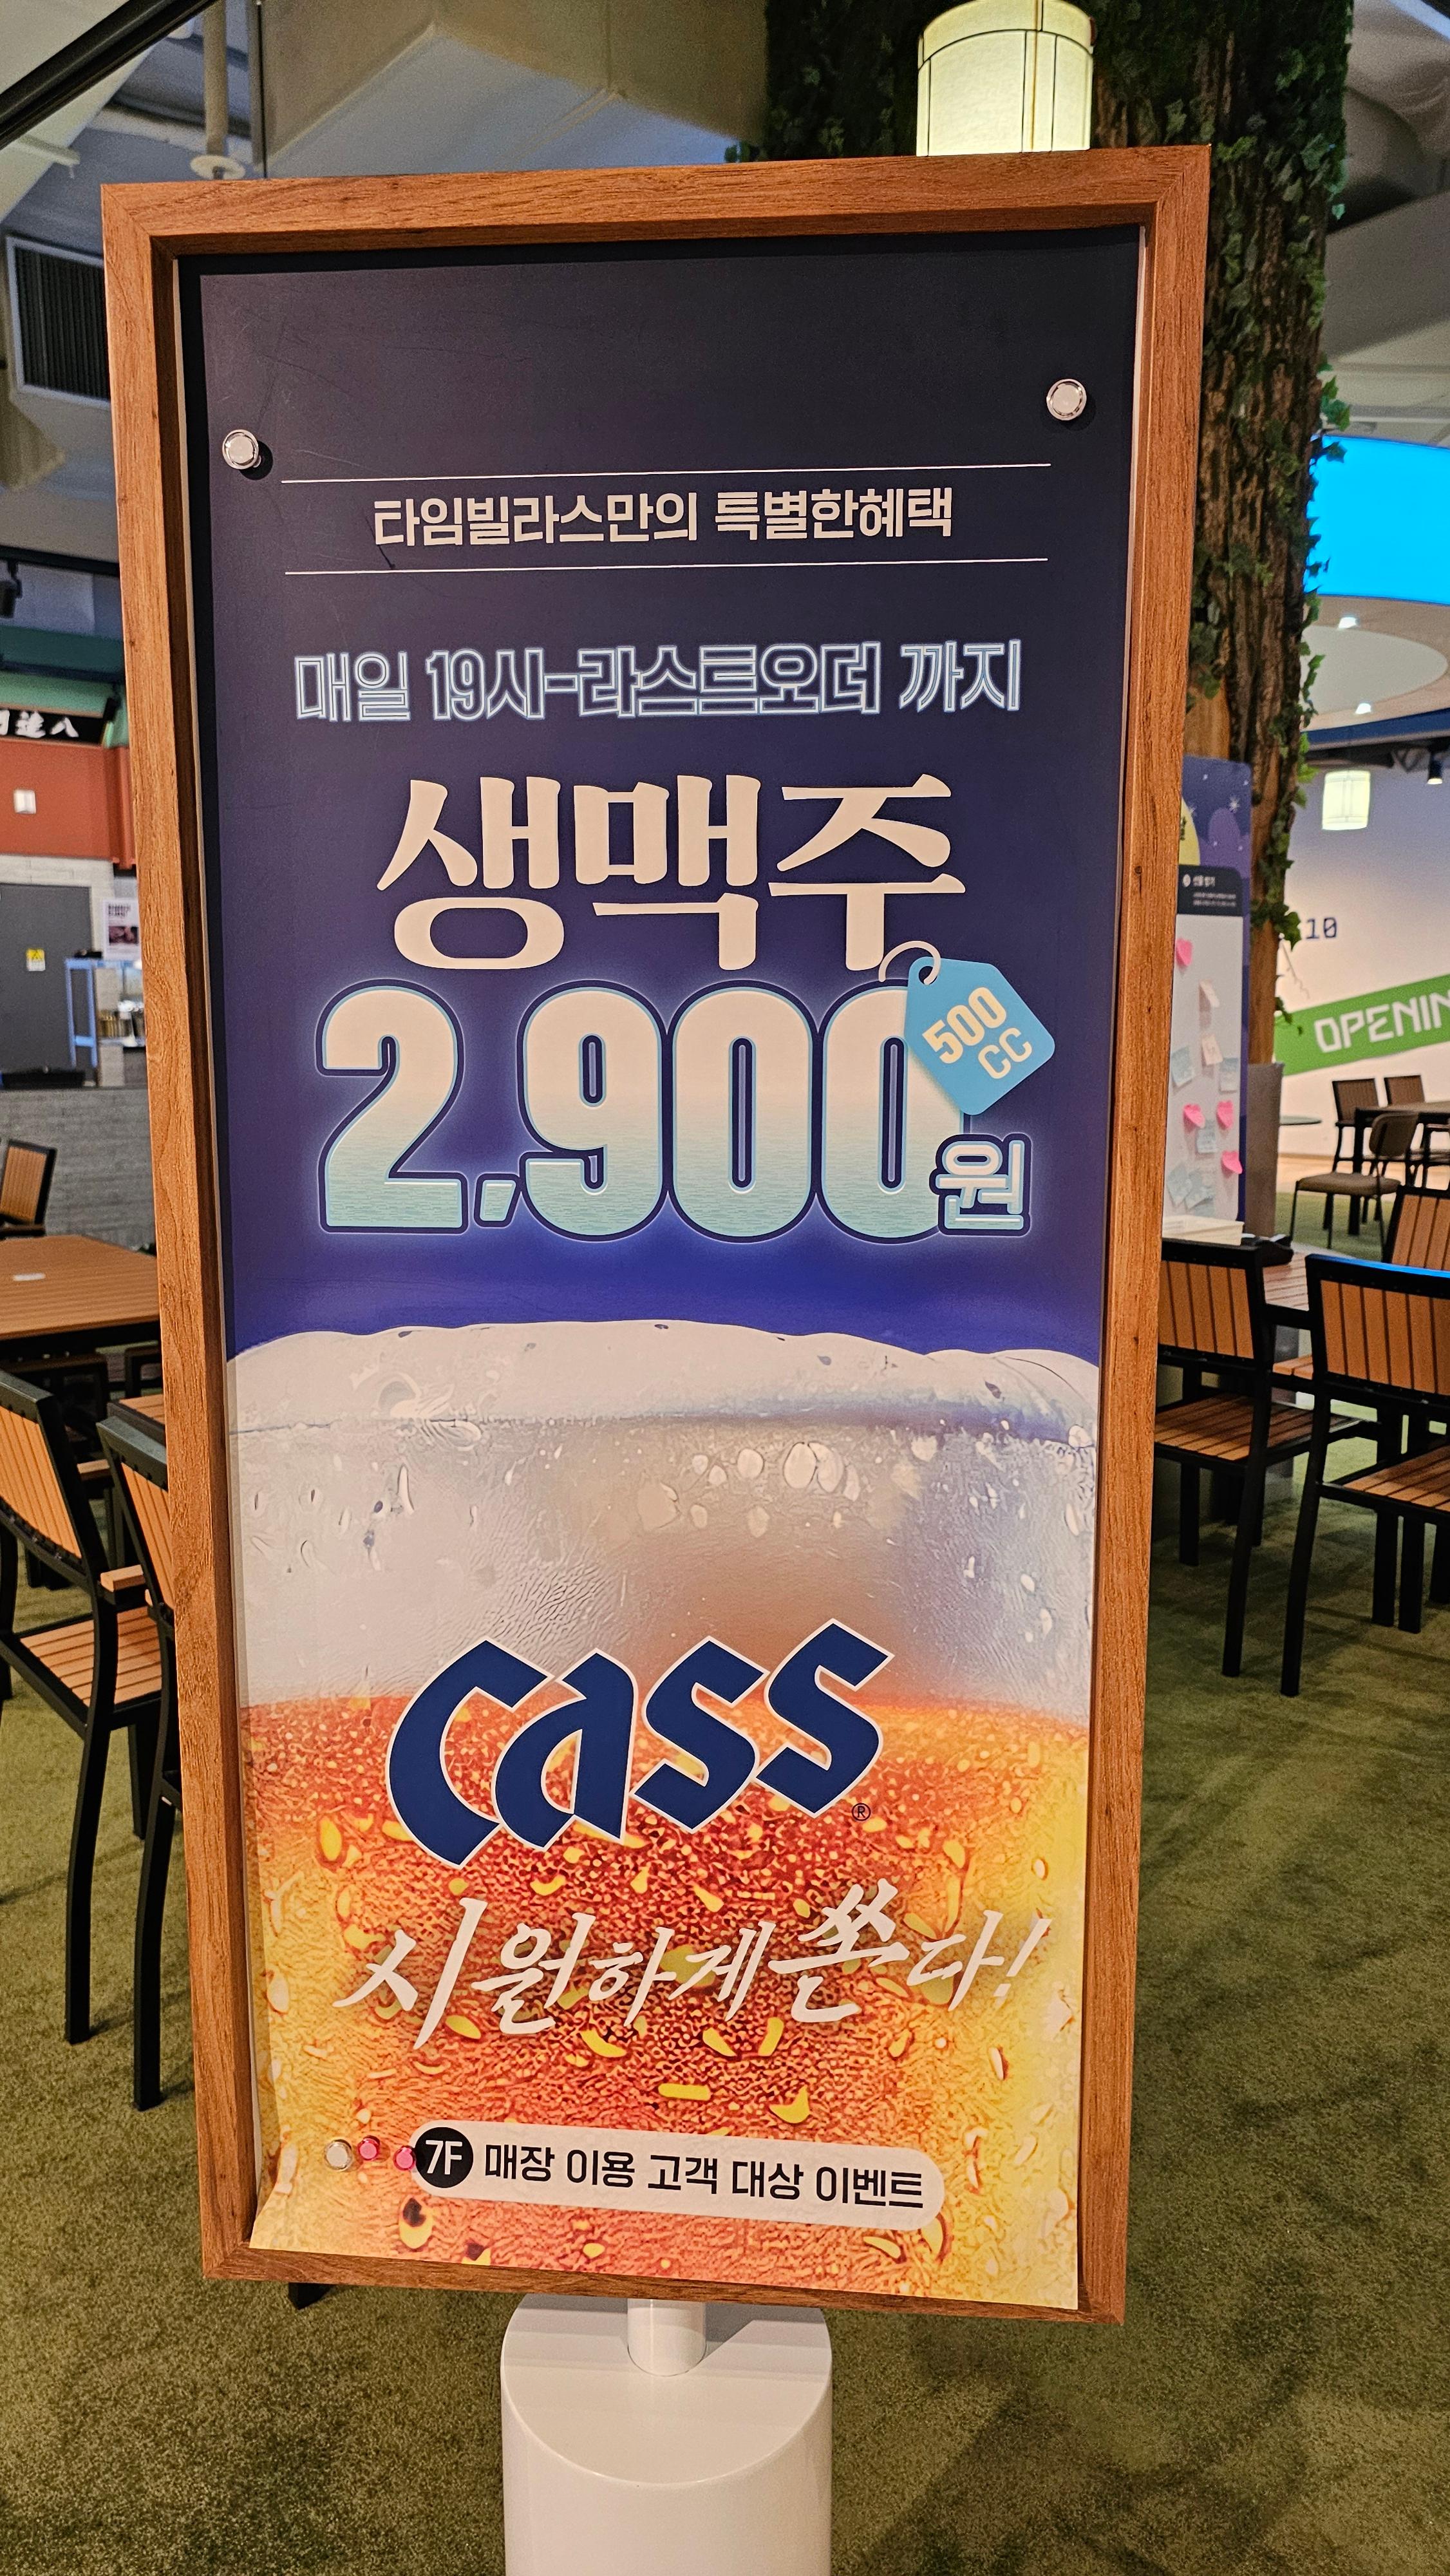 타임빌라스만의 특별한혜택
매일 19시-라스트오더 까지
생맥주
2,900원
500
CC
cass
®
시원하게 쏜다!
7F 매장 이용 고객 대상 이벤트
10
OPENIN